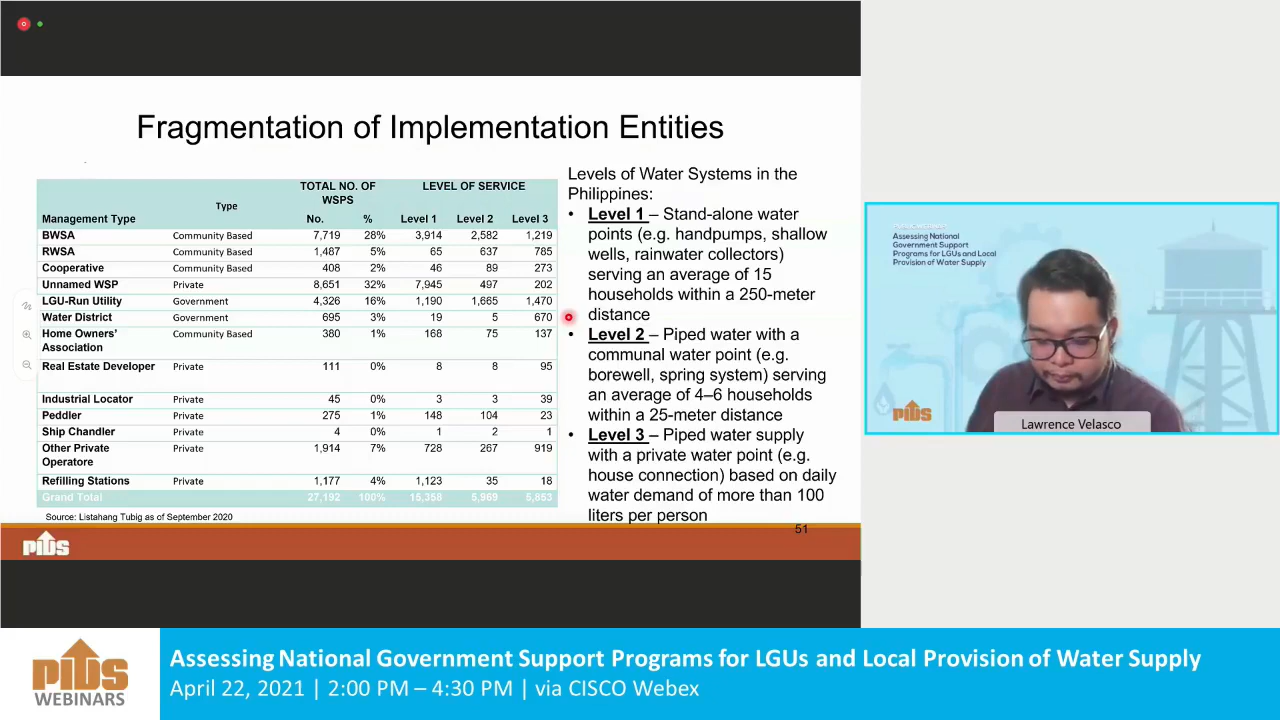 Fragmentation of Implementation Entities
TOTAL NO. OF WSPS LEVEL OF SERVICE
Management Type Type No. % Level 1 Level 2 Level 3
BWSA Community Based 7,719 28% 3,914 2,582 1,219
RWSA Community Based 1,487 5% 65 637 785
Cooperative Community Based 408 2% 46 89 273
Unnamed WSP Private 8,651 32% 7,945 497 202
LGU-Run Utility Government 4,326 16% 1,190 1,665 1,470
Water District Government 695 3% 19 5 670
Home Owners' Community Based 380 1% 168 75 137
Association
Real Estate Developer Private 111 0% 8 8 95
Industrial Locator Private 45 0% 3 3 39
Peddler Private 275 1% 148 104 23
Ship Chandler Private 4 0% 1 2 1
Other Private Private 1,914 7% 728 267 919
Operatore
Refilling Stations Private 1,177 4% 1,123 35 18
Grand Total 27,192 100% 15,358 5,969 5,853
Source: Listahang Tubig as of September 2020
Levels of Water Systems in the
Philippines:
• Level 1 – Stand-alone water
points (e.g. handpumps, shallow
wells, rainwater collectors)
serving an average of 15
households within a 250-meter
distance
• Level 2 – Piped water with a
communal water point (e.g.
borewell, spring system) serving
an average of 4–6 households
within a 25-meter distance
• Level 3 – Piped water supply
with a private water point (e.g.
house connection) based on daily
water demand of more than 100
liters per person
51
PIDS
Assessing National
Government Support
Programs for LGUs and Local
Provision of Water Supply
PIDS
Lawrence Velasco
PIDS
WEBINARS
Assessing National Government Support Programs for LGUs and Local Provision of Water Supply
April 22, 2021 | 2:00 PM – 4:30 PM | via CISCO Webex